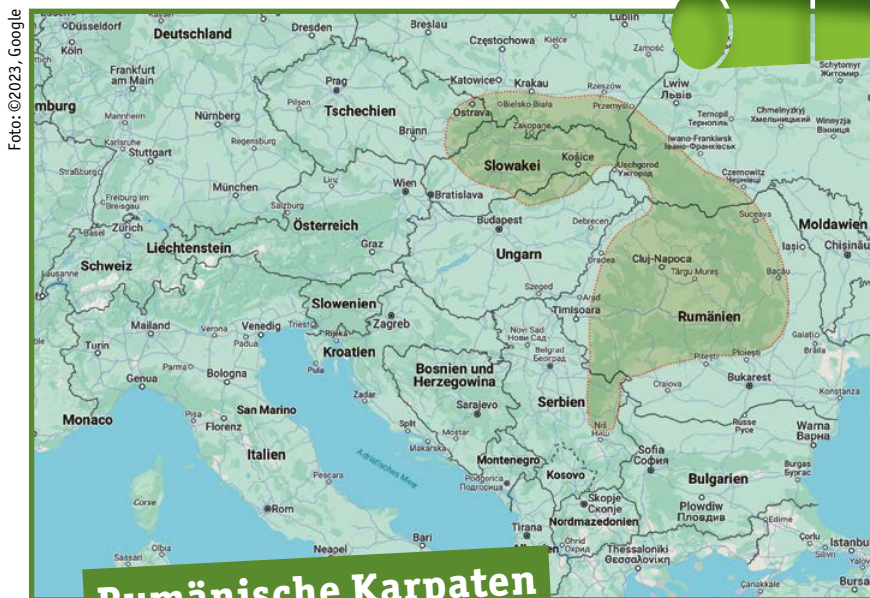 Foto: ©2023, Google
Düsseldorf
Köln
Deutschland
Dresden
Breslau
Lublin
Częstochowa
Kielce
Zamość
Frankfurt
am Main
Prag
Katowice
Krakau
Rzeszów
Lwiw
Львів
Schytomyr
Житомир
Pilsen
Tschechien
Ostrava
Bielsko-Biała
Przemyśl
mburg
Mannheim
Nürnberg
Brünn
Zakopane
Ternopil
Тернопіль
Chmelnyzkyj
Хмельницький
Winnyzja
Вінниця
Karlsruhe
Stuttgart
Regensburg
Slowakei
Košice
Iwano-Frankiwsk
Івано-Франківськ
Straßburg
Uschgorod
Ужгород
München
Linz
Wien
Bratislava
Czernowitz
Чернівці
Freiburg im
Breisgau
Salzburg
Budapest
Debrecen
Suceava
Moldawien
Basel
Zürich
Österreich
Iași
Chișinău
Liechtenstein
Graz
Ungarn
Oradea
Cluj-Napoca
Târgu Mureș
Bacău
Lausanne
Schweiz
Szeged
Arad
Slowenien
Timișoara
Rumänien
Mailand
Verona
Venedig
Triest
Zagreb
Novi Sad
Нови Сад
Turin
Padua
Rijeka
Kroatien
Belgrad
Београд
Pitești
Ploiești
Galați
Brăila
Parma
Pula
Bosnien und
Herzegowina
Genua
Bologna
Craiova
Bukarest
Konstanza
Zadar
Sarajevo
Serbien
Monaco
Pisa
San Marino
Florenz
Split
Mostar
Niš
Ниш
Russe
Русе
Warna
Варна
Italien
Makarska
Sofia
София
Adriatisches Meer
Montenegro
Kosovo
Burgas
Бургас
Pescara
Podgorica
Подгорица
Bulgarien
Corse
Rom
Skopje
Скопје
Plowdiw
Пловдив
Nordmazedonien
Edirne
Tirana
Ohrid
Охрид
Thessaloniki
Θεσσαλονίκη
Çorlu
Istanbul
Silivri
Sassari
Olbia
Neapel
Bari
Çanakkale
Bursa
Rumänische Karpaten